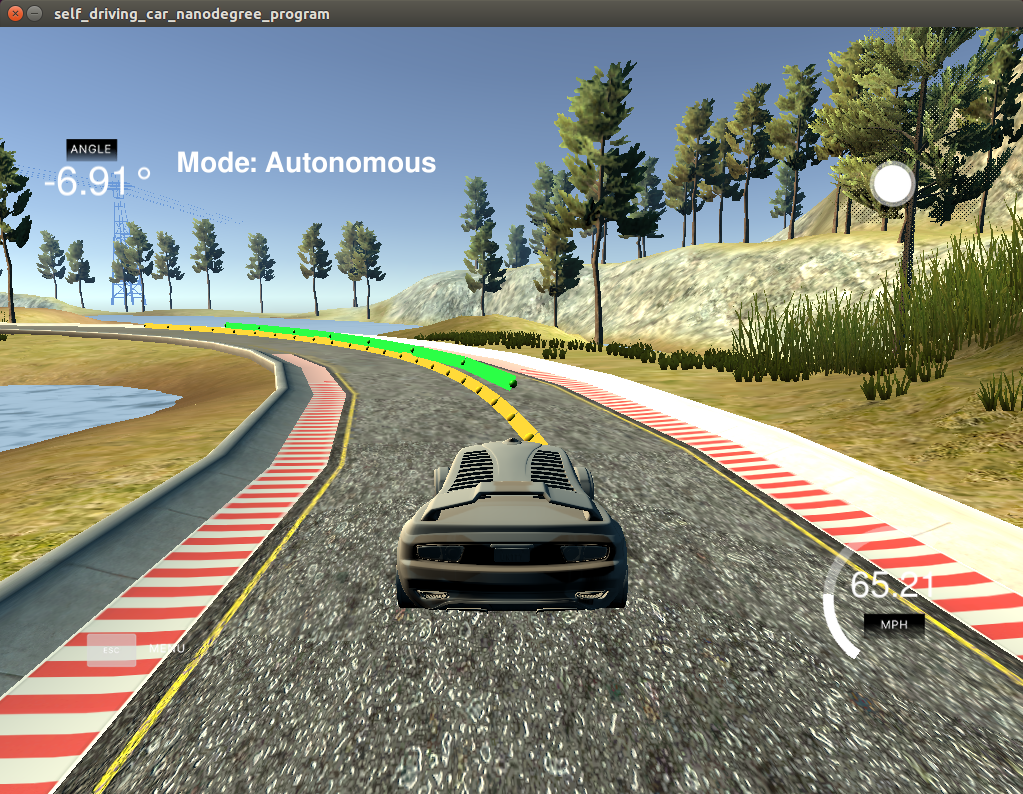 self_driving_car_nanodegree_program
ANGLE
-6.91°
Mode: Autonomous
65.21
MPH
ESC MENU